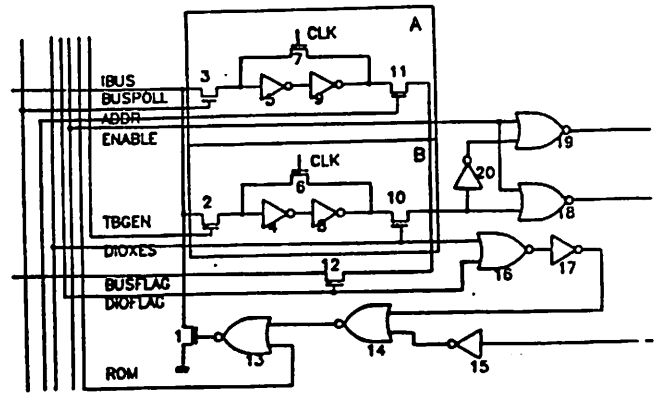 A
CLK
7
3
11
IBUS
5
9
BUSPOLL
ADDR
ENABLE
19
B
CLK
20
6
2
10
18
TBGEN
4
8
DIOXES
12
16
17
BUSFLAG
DIOFLAG
1
13
14
15
ROM